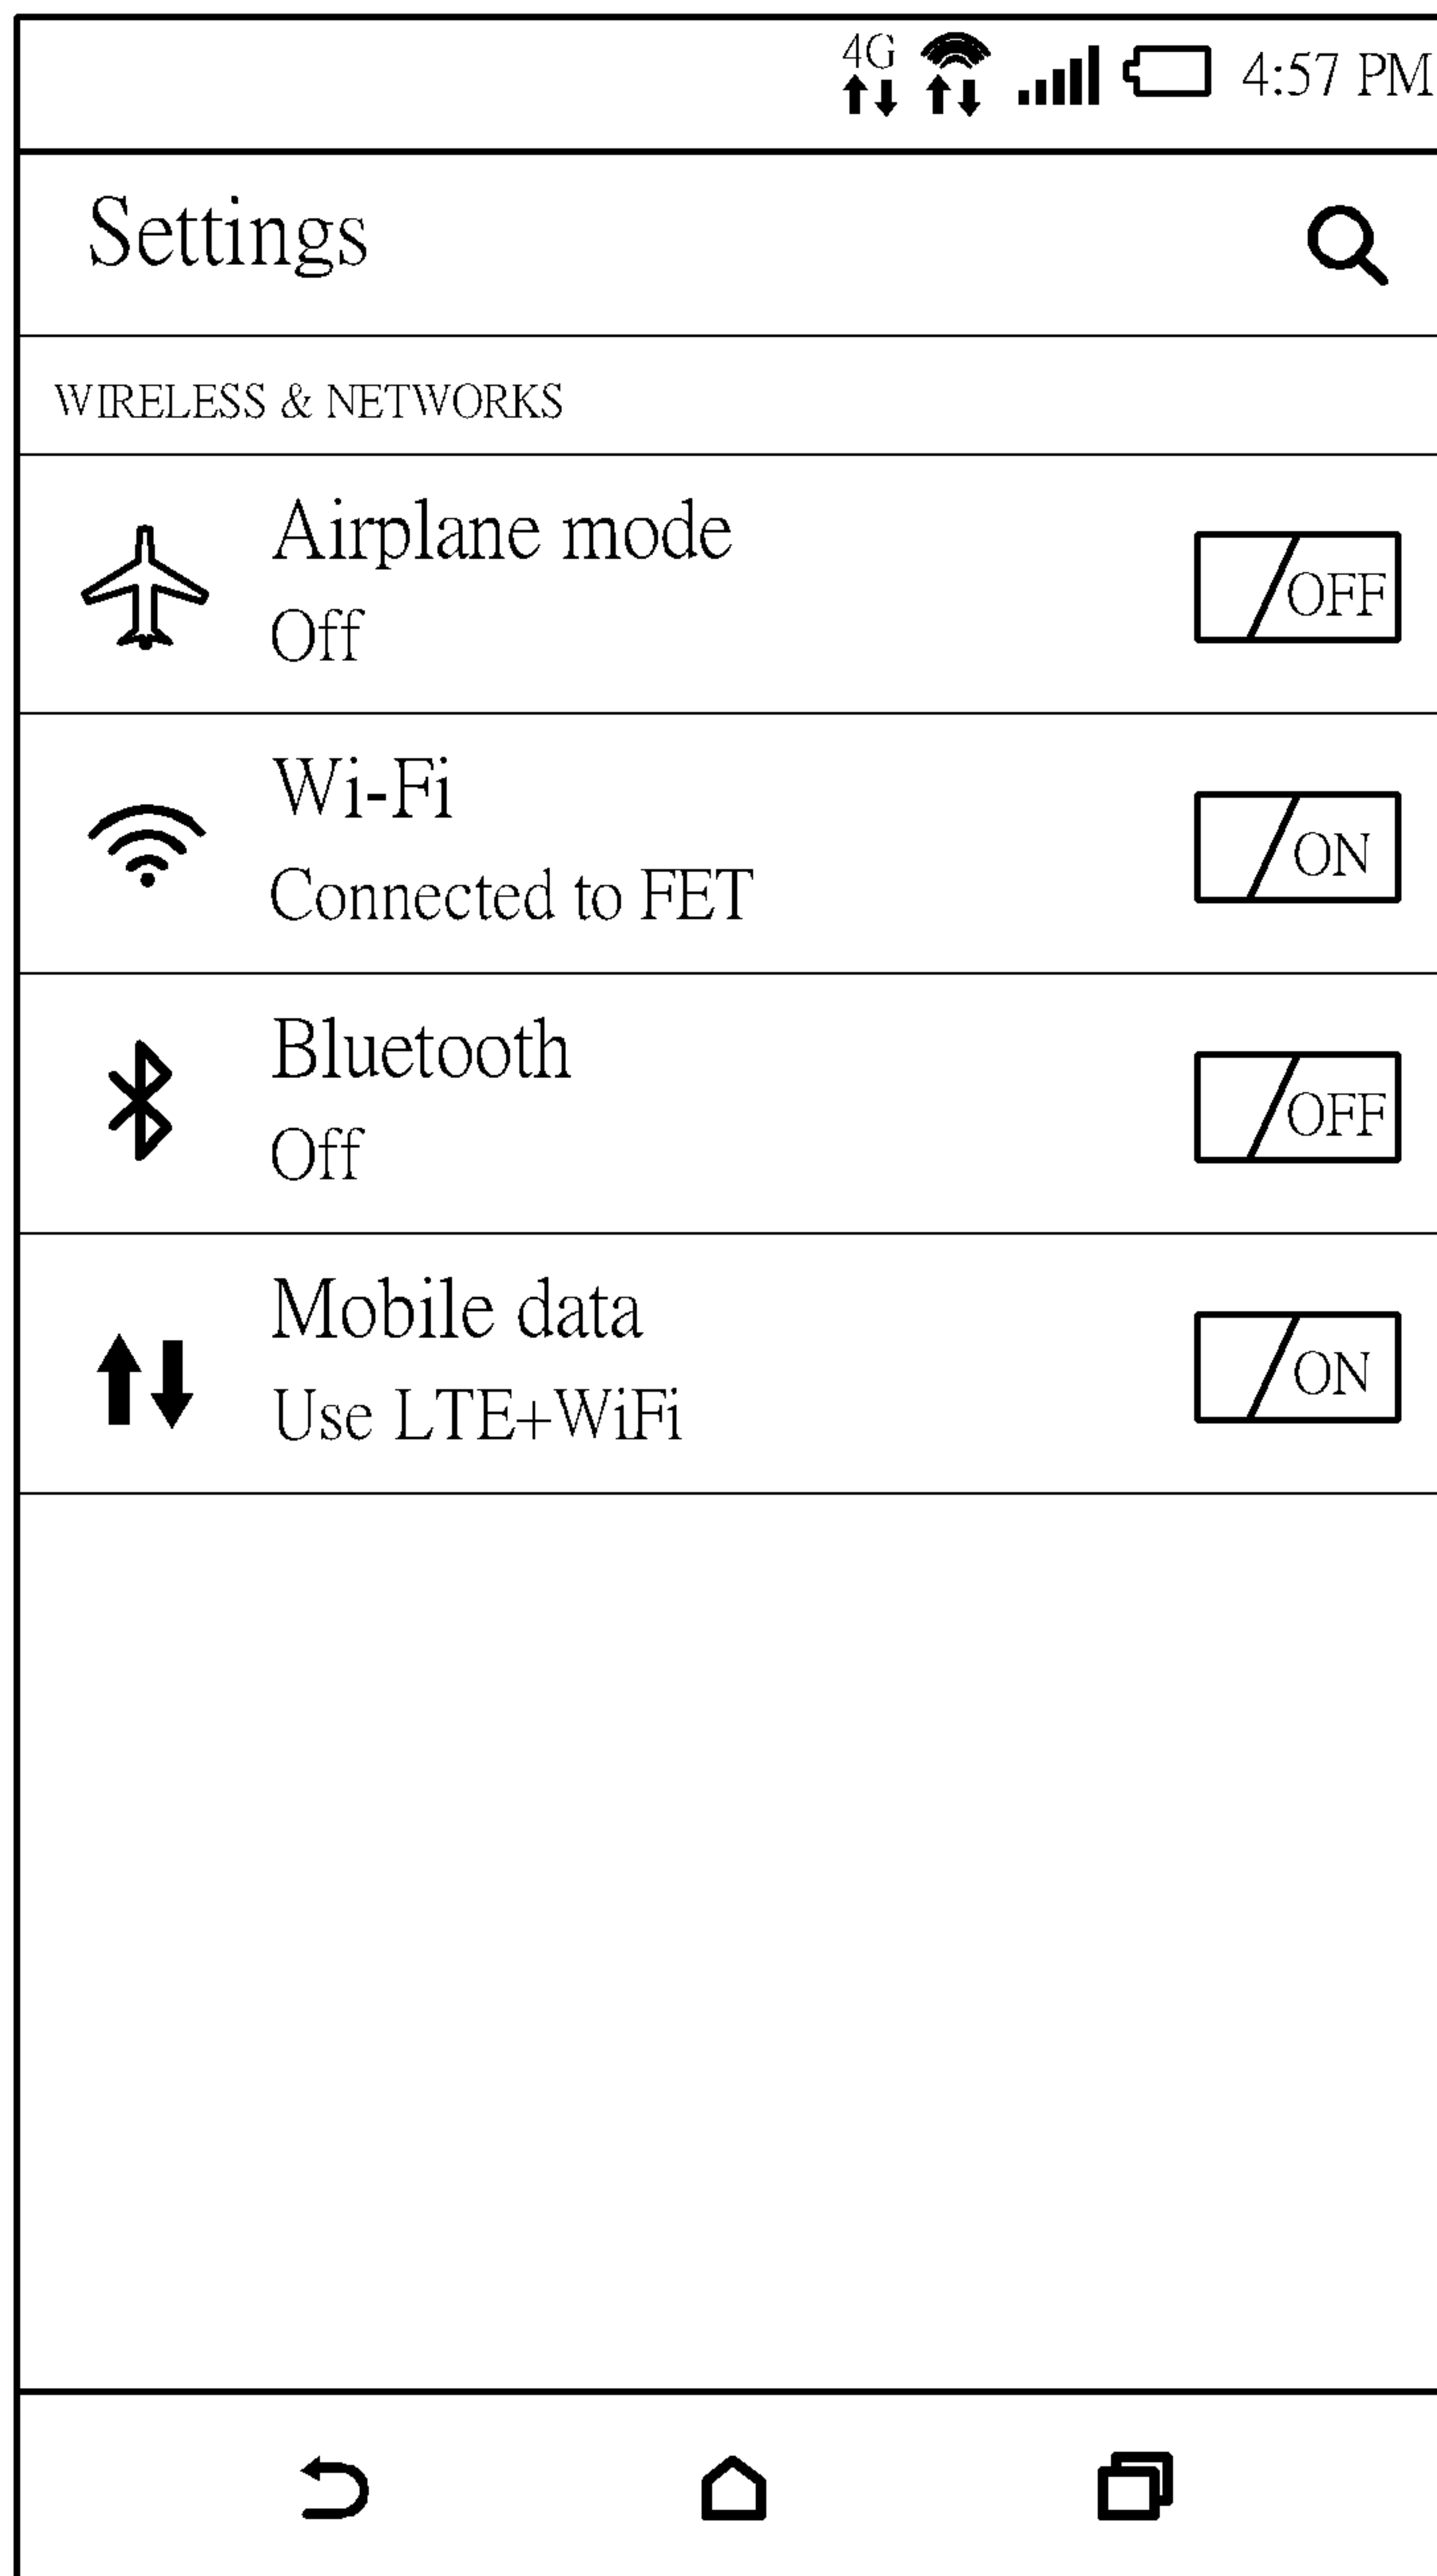 4G 4:57 PM
Settings
WIRELESS & NETWORKS
Airplane mode
Off
OFF
Wi-Fi
Connected to FET
ON
Bluetooth
Off
OFF
Mobile data
Use LTE+WiFi
ON